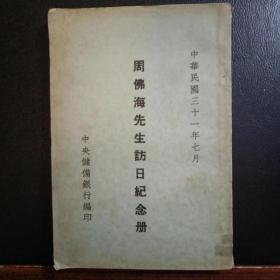 中華民國三十一年七月
周佛海先生訪日紀念册
中央儲備銀行編印